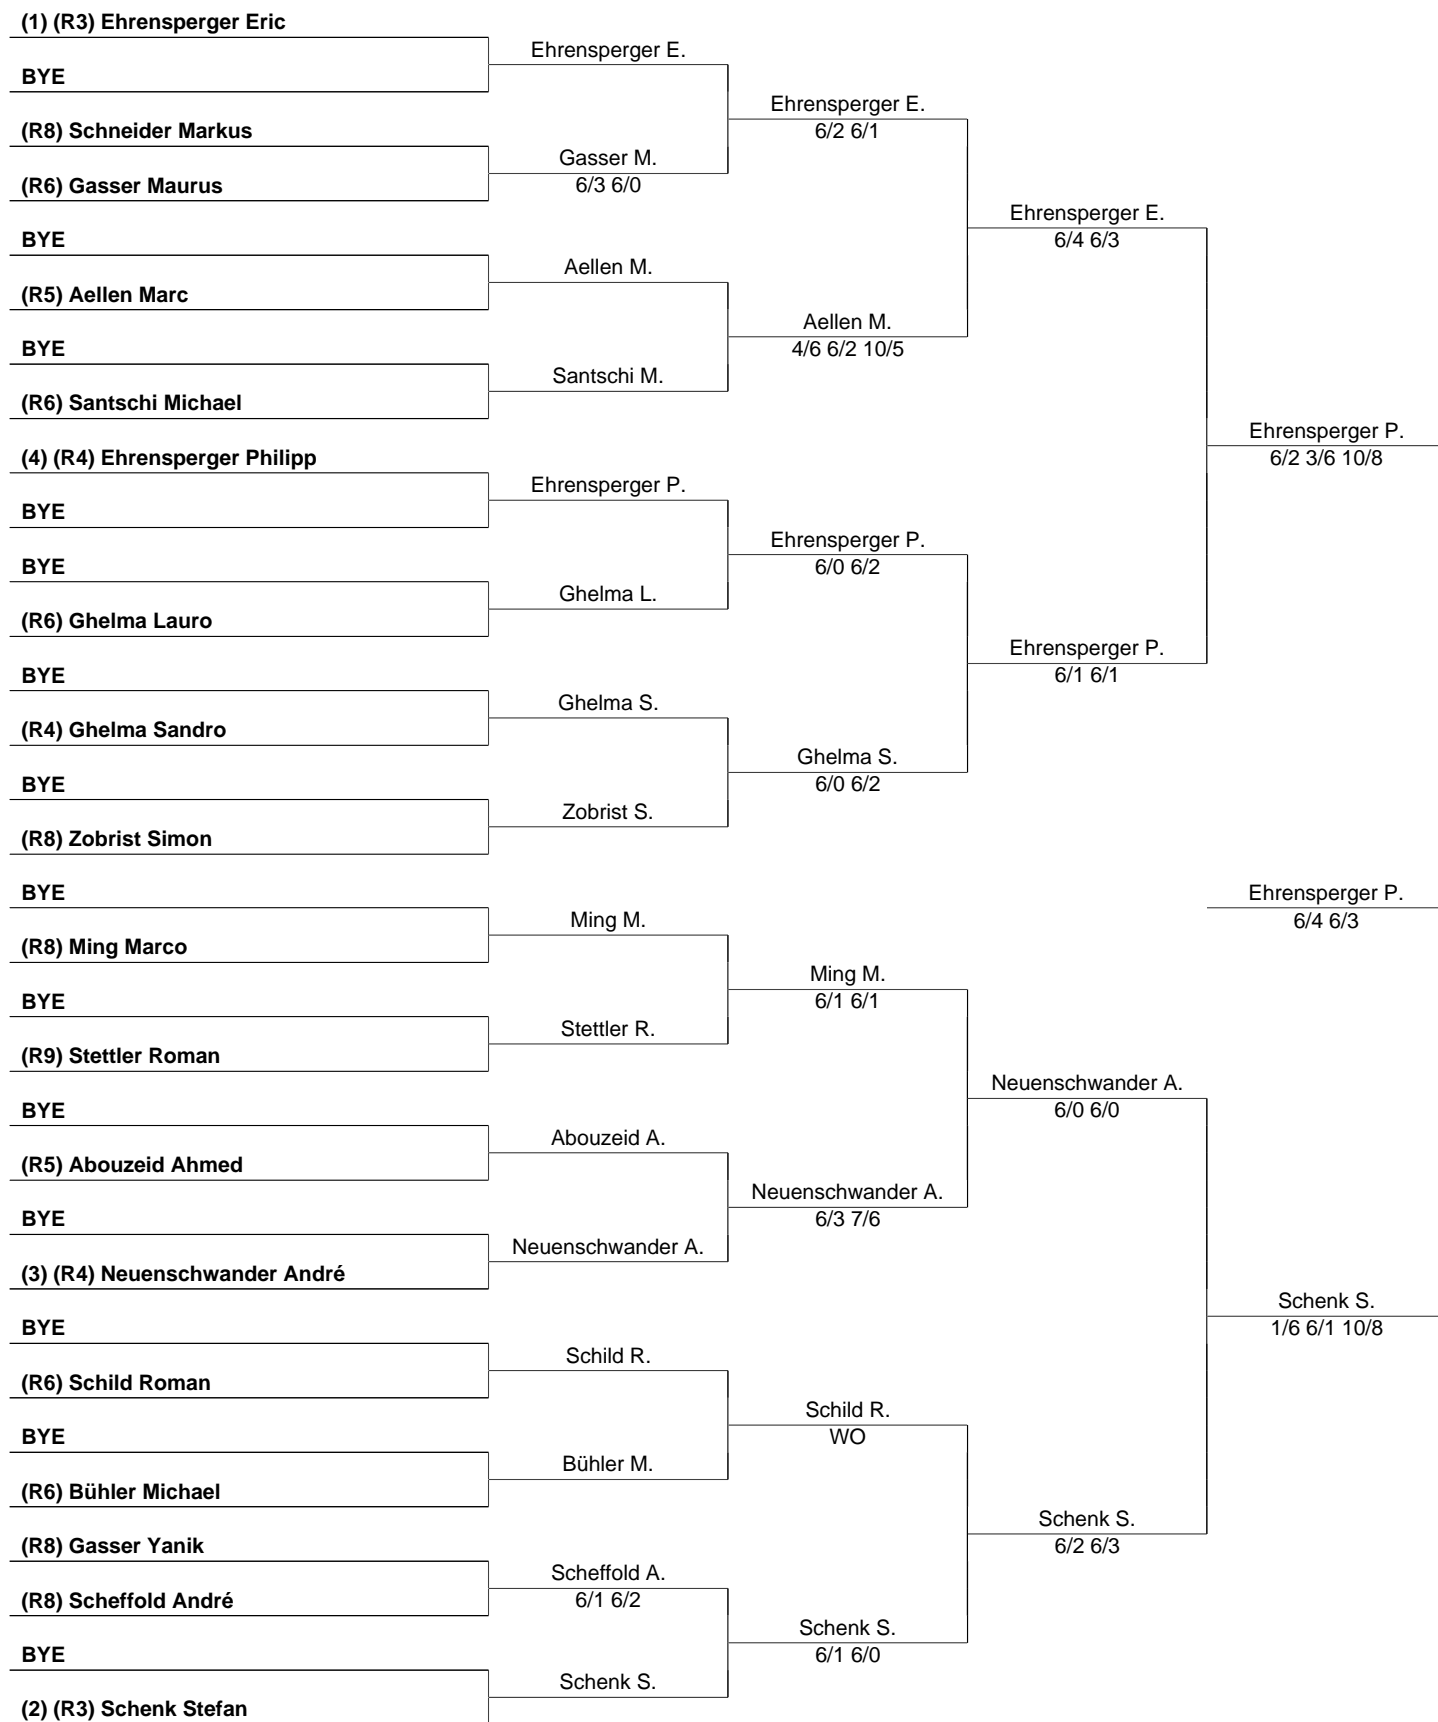 (1) (R3) Ehrensperger Eric
Ehrensperger E.
BYE
Ehrensperger E.
6/2 6/1
(R8) Schneider Markus
Gasser M.
6/3 6/0
(R6) Gasser Maurus
Ehrensperger E.
6/4 6/3
BYE
Aellen M.
(R5) Aellen Marc
Aellen M.
4/6 6/2 10/5
BYE
Santschi M.
(R6) Santschi Michael
Ehrensperger P.
6/2 3/6 10/8
(4) (R4) Ehrensperger Philipp
Ehrensperger P.
BYE
Ehrensperger P.
6/0 6/2
BYE
Ghelma L.
(R6) Ghelma Lauro
Ehrensperger P.
6/1 6/1
BYE
Ghelma S.
(R4) Ghelma Sandro
Ghelma S.
6/0 6/2
BYE
Zobrist S.
(R8) Zobrist Simon
BYE
Ehrensperger P.
6/4 6/3
Ming M.
(R8) Ming Marco
Ming M.
6/1 6/1
BYE
Stettler R.
(R9) Stettler Roman
Neuenschwander A.
6/0 6/0
BYE
Abouzeid A.
(R5) Abouzeid Ahmed
Neuenschwander A.
6/3 7/6
BYE
Neuenschwander A.
(3) (R4) Neuenschwander André
Schenk S.
1/6 6/1 10/8
BYE
Schild R.
(R6) Schild Roman
Schild R.
WO
BYE
Bühler M.
(R6) Bühler Michael
Schenk S.
6/2 6/3
(R8) Gasser Yanik
Scheffold A.
6/1 6/2
(R8) Scheffold André
Schenk S.
6/1 6/0
BYE
Schenk S.
(2) (R3) Schenk Stefan